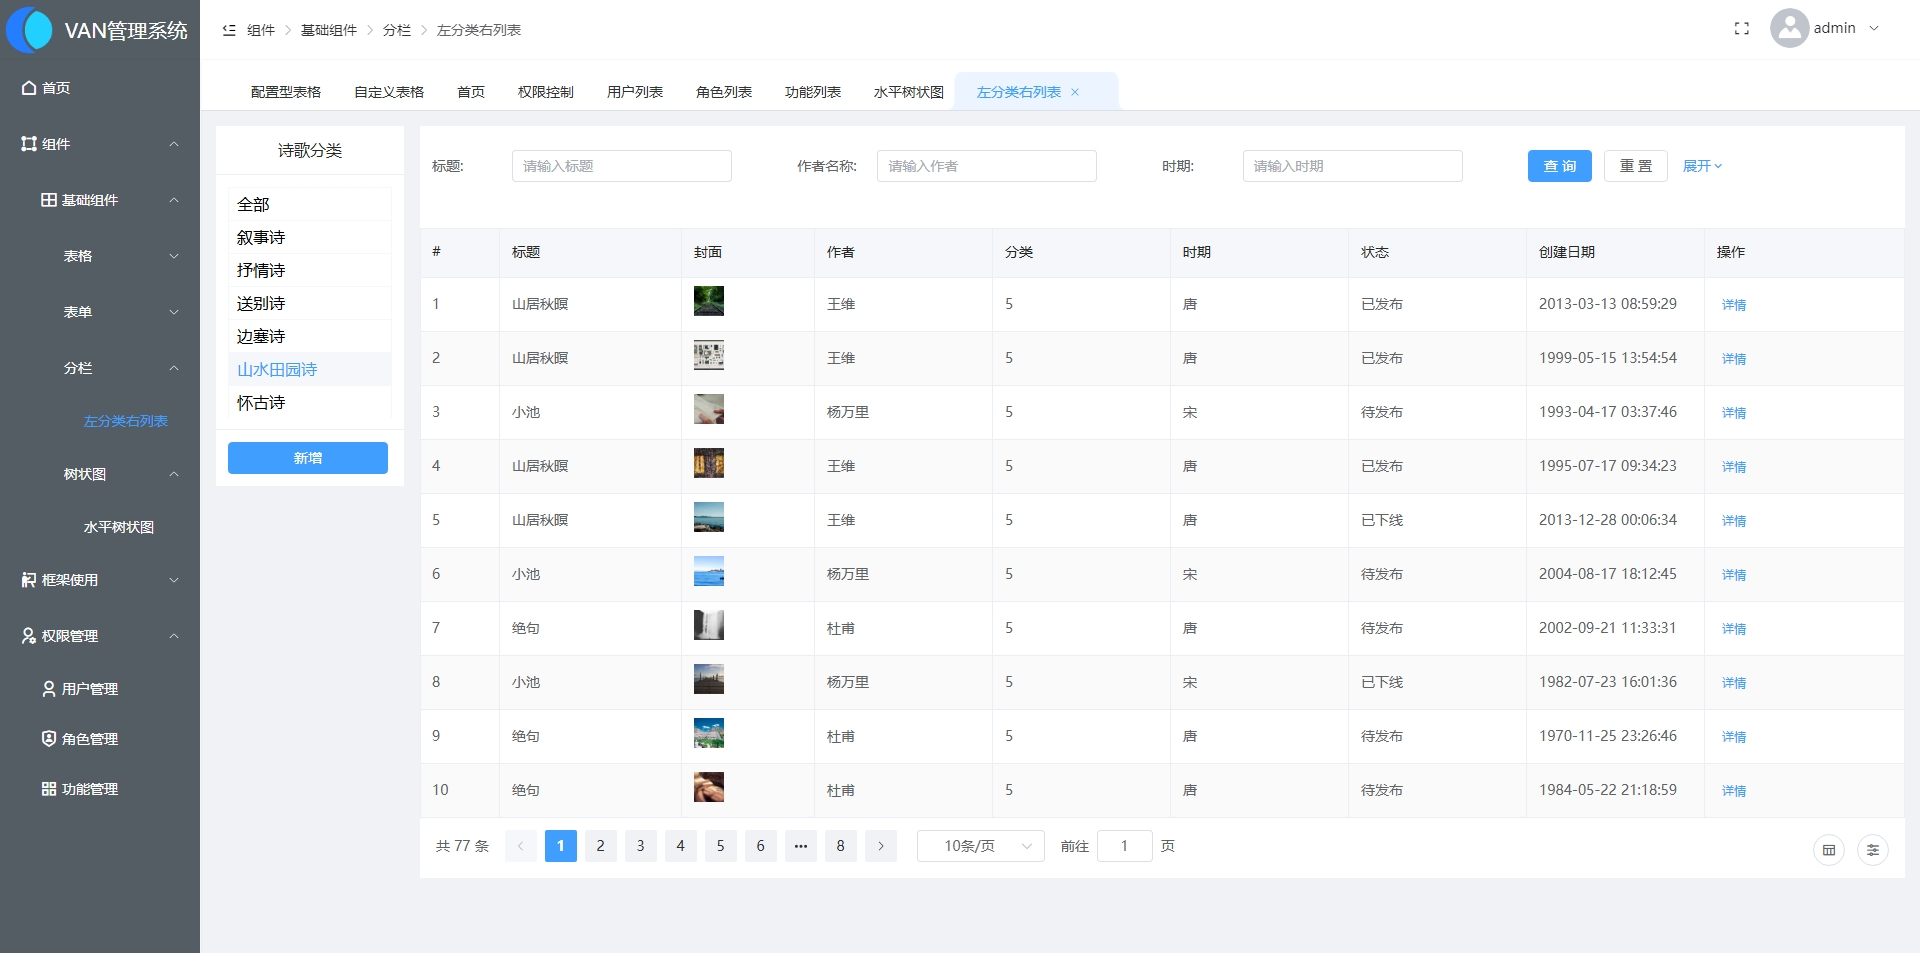 VAN管理系统
首页
组件
基础组件
表格
表单
分栏
左分类右列表
树状图
水平树状图
框架使用
权限管理
用户管理
角色管理
功能管理
组件 基础组件 分栏 左分类右列表
admin
配置型表格 自定义表格 首页 权限控制 用户列表 角色列表 功能列表 水平树状图 左分类右列表
诗歌分类
全部
叙事诗
抒情诗
送别诗
边塞诗
山水田园诗
怀古诗
新增
标题: 请输入标题 作者名称: 请输入作者 时期: 请输入时期 查 询 重 置 展开
# 标题 封面 作者 分类 时期 状态 创建日期 操作
1 山居秋暝 王维 5 唐 已发布 2013-03-13 08:59:29 详情
2 山居秋暝 王维 5 唐 已发布 1999-05-15 13:54:54 详情
3 小池 杨万里 5 宋 待发布 1993-04-17 03:37:46 详情
4 山居秋暝 王维 5 唐 已发布 1995-07-17 09:34:23 详情
5 山居秋暝 王维 5 唐 已下线 2013-12-28 00:06:34 详情
6 小池 杨万里 5 宋 待发布 2004-08-17 18:12:45 详情
7 绝句 杜甫 5 唐 待发布 2002-09-21 11:33:31 详情
8 小池 杨万里 5 宋 已下线 1982-07-23 16:01:36 详情
9 绝句 杜甫 5 唐 待发布 1970-11-25 23:26:46 详情
10 绝句 杜甫 5 唐 待发布 1984-05-22 21:18:59 详情
共 77 条 1 2 3 4 5 6 ••• 8 10条/页 前往 1 页